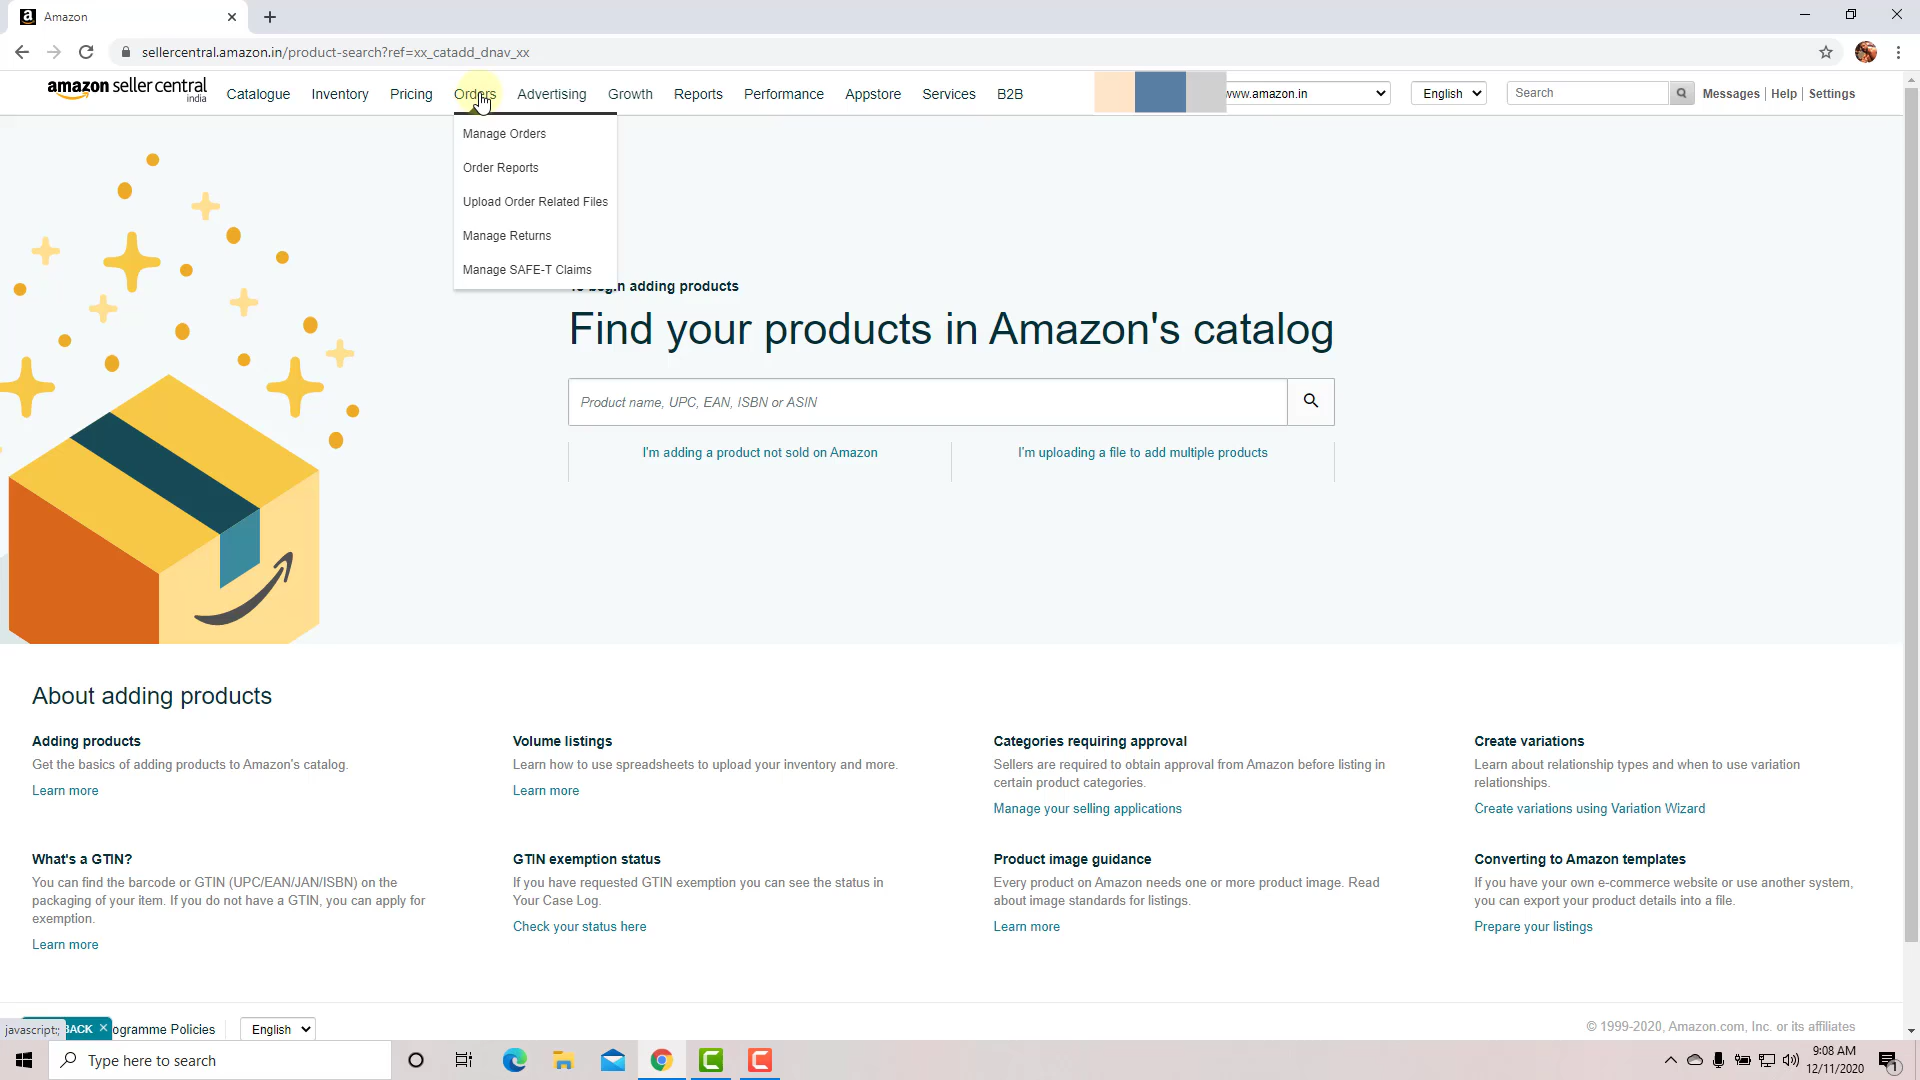 Amazon
sellercentral.amazon.in/product-search?ref=xx_catadd_dnav_xx
amazon seller central
india
Catalogue Inventory Pricing Orders Advertising Growth Reports Performance Appstore Services B2B
www.amazon.in English Search Messages | Help | Settings
Manage Orders
Order Reports
Upload Order Related Files
Manage Returns
Manage SAFE-T Claims
begin adding products
Find your products in Amazon's catalog
Product name, UPC, EAN, ISBN or ASIN
I'm adding a product not sold on Amazon
I'm uploading a file to add multiple products
About adding products
Adding products
Get the basics of adding products to Amazon's catalog.
Learn more
Volume listings
Learn how to use spreadsheets to upload your inventory and more.
Learn more
Categories requiring approval
Sellers are required to obtain approval from Amazon before listing in
certain product categories.
Manage your selling applications
Create variations
Learn about relationship types and when to use variation
relationships.
Create variations using Variation Wizard
What's a GTIN?
You can find the barcode or GTIN (UPC/EAN/JAN/ISBN) on the
packaging of your item. If you do not have a GTIN, you can apply for
exemption.
Learn more
GTIN exemption status
If you have requested GTIN exemption you can see the status in
Your Case Log.
Check your status here
Product image guidance
Every product on Amazon needs one or more product image. Read
about image standards for listings.
Learn more
Converting to Amazon templates
If you have your own e-commerce website or use another system,
you can export your product details into a file.
Prepare your listings
javascript:; BACK ogramme Policies English
© 1999-2020, Amazon.com, Inc. or its affiliates
Type here to search
9:08 AM
12/11/2020
1